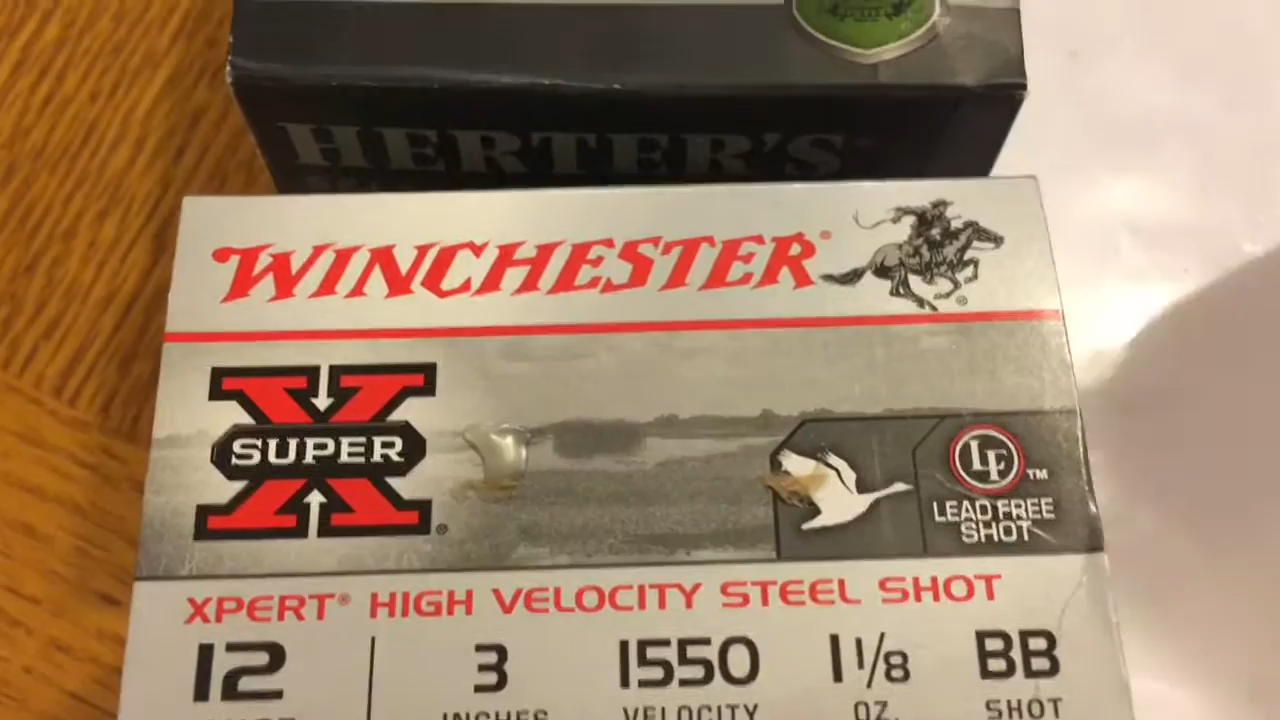 HERTER'S
WINCHESTER®
SUPER X®
LF™
LEAD FREE
SHOT
XPERT® HIGH VELOCITY STEEL SHOT
12 3 1550 1 1/8 BB
INCHES VELOCITY OZ. SHOT